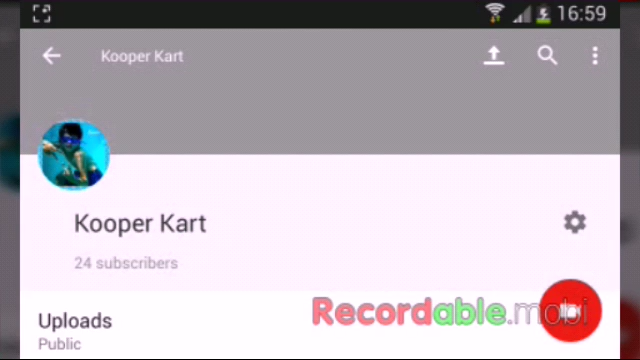 16:59
Kooper Kart
Kooper Kart
24 subscribers
Uploads
Public
Recordable.mobi